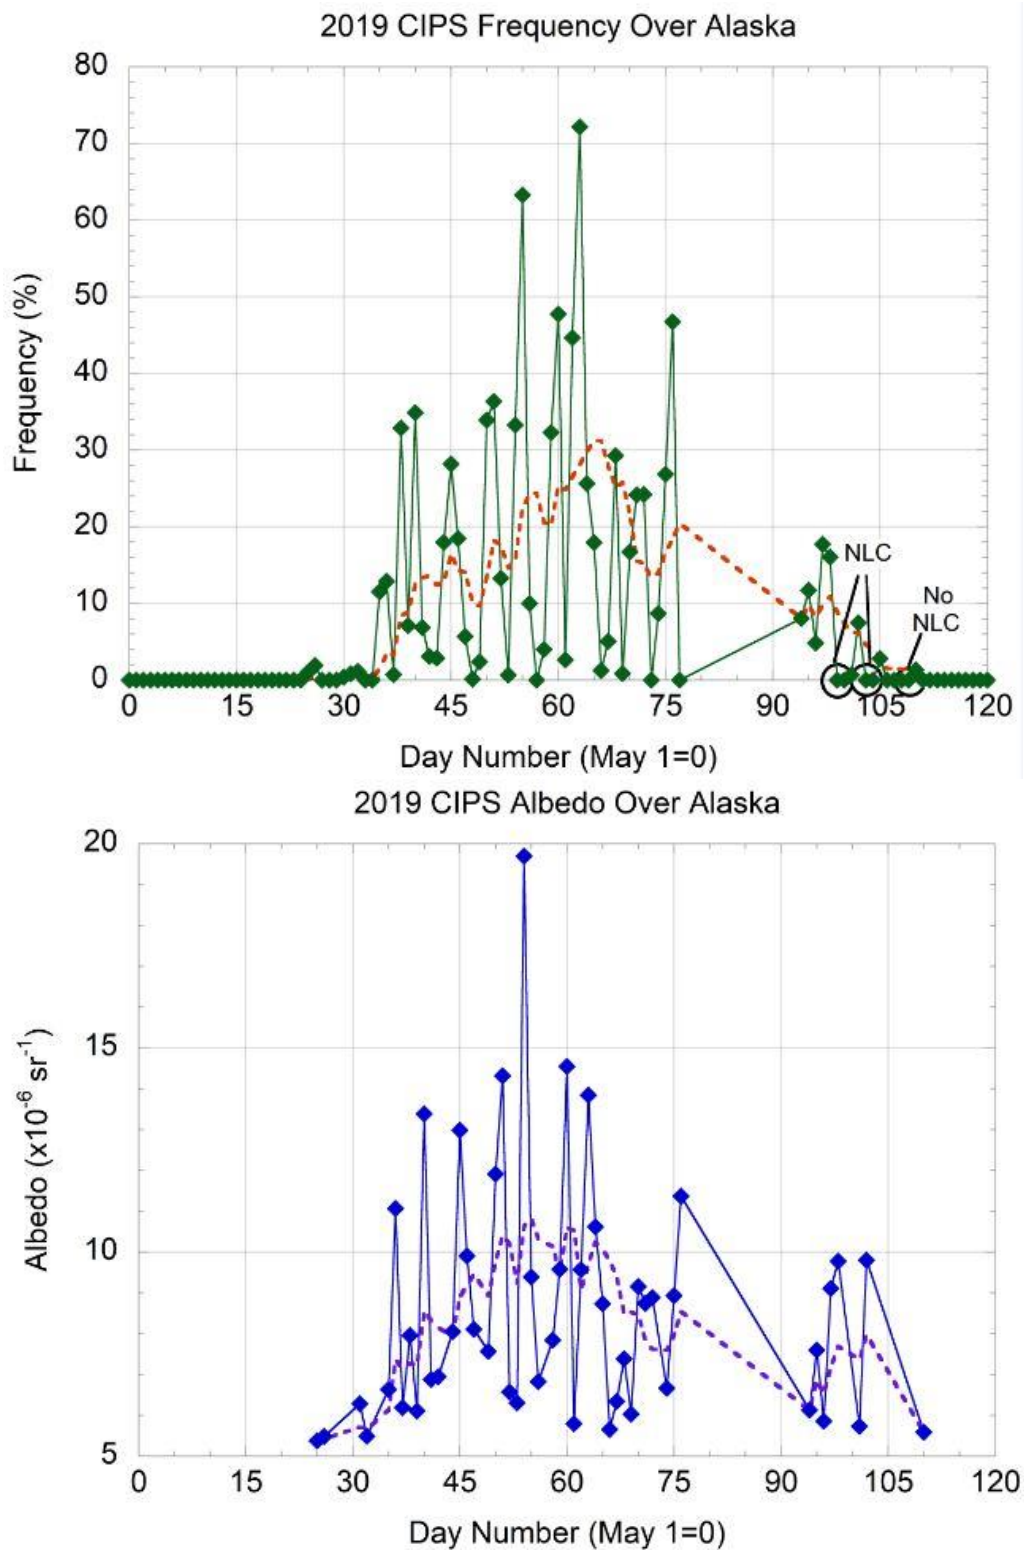 2019 CIPS Frequency Over Alaska
80
70
60
50
40
30
20
10
0
Frequency (%)
NLC
No
NLC
0 15 30 45 60 75 90 105 120
Day Number (May 1=0)
2019 CIPS Albedo Over Alaska
20
15
10
5
Albedo (x10⁻⁶ sr⁻¹)
0 15 30 45 60 75 90 105 120
Day Number (May 1=0)